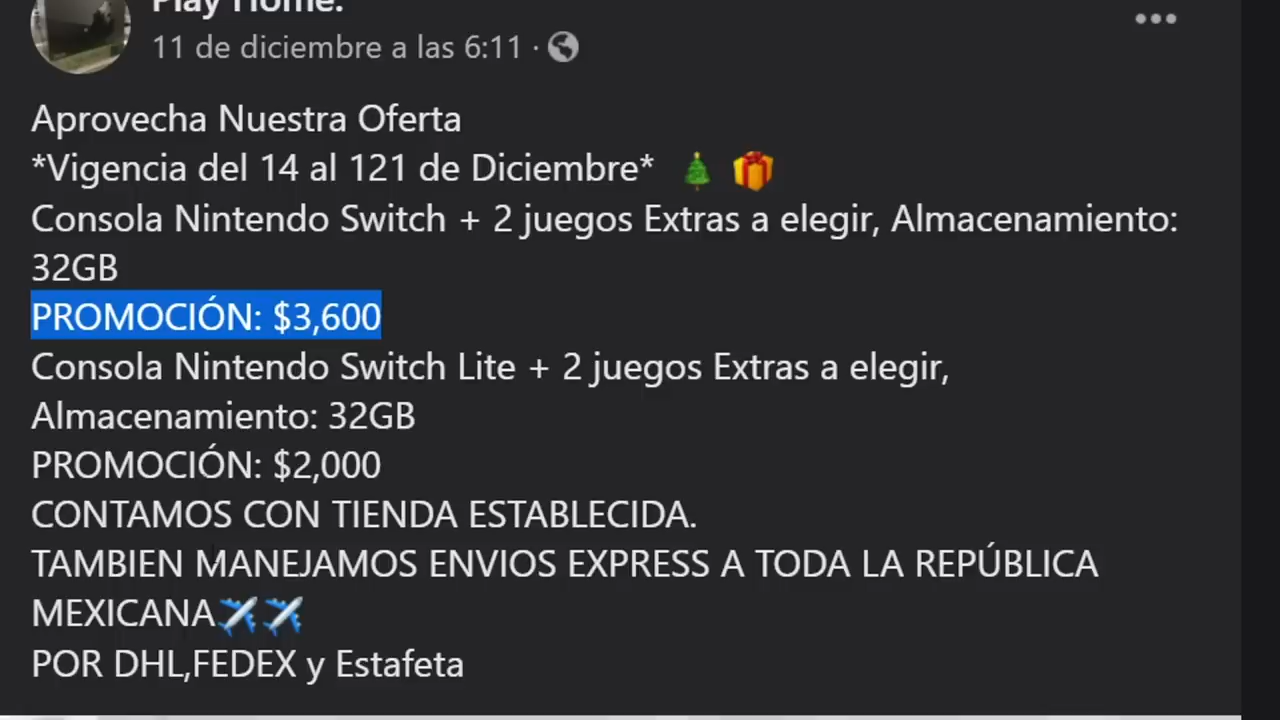 Play Home.
11 de diciembre a las 6:11 ·
Aprovecha Nuestra Oferta
*Vigencia del 14 al 121 de Diciembre* 🎄 🎁
Consola Nintendo Switch + 2 juegos Extras a elegir, Almacenamiento:
32GB
PROMOCIÓN: $3,600
Consola Nintendo Switch Lite + 2 juegos Extras a elegir,
Almacenamiento: 32GB
PROMOCIÓN: $2,000
CONTAMOS CON TIENDA ESTABLECIDA.
TAMBIEN MANEJAMOS ENVIOS EXPRESS A TODA LA REPÚBLICA
MEXICANA✈️✈️
POR DHL,FEDEX y Estafeta